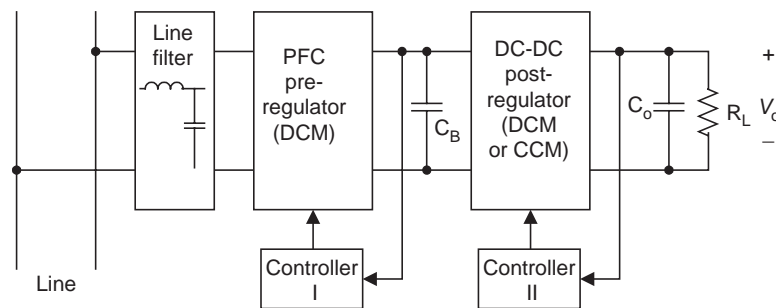 Line
filter
PFC
pre-
regulator
(DCM)
C_B
DC-DC
post-
regulator
(DCM
or CCM)
C_o
R_L
+
V_o
–
Controller
I
Controller
II
Line